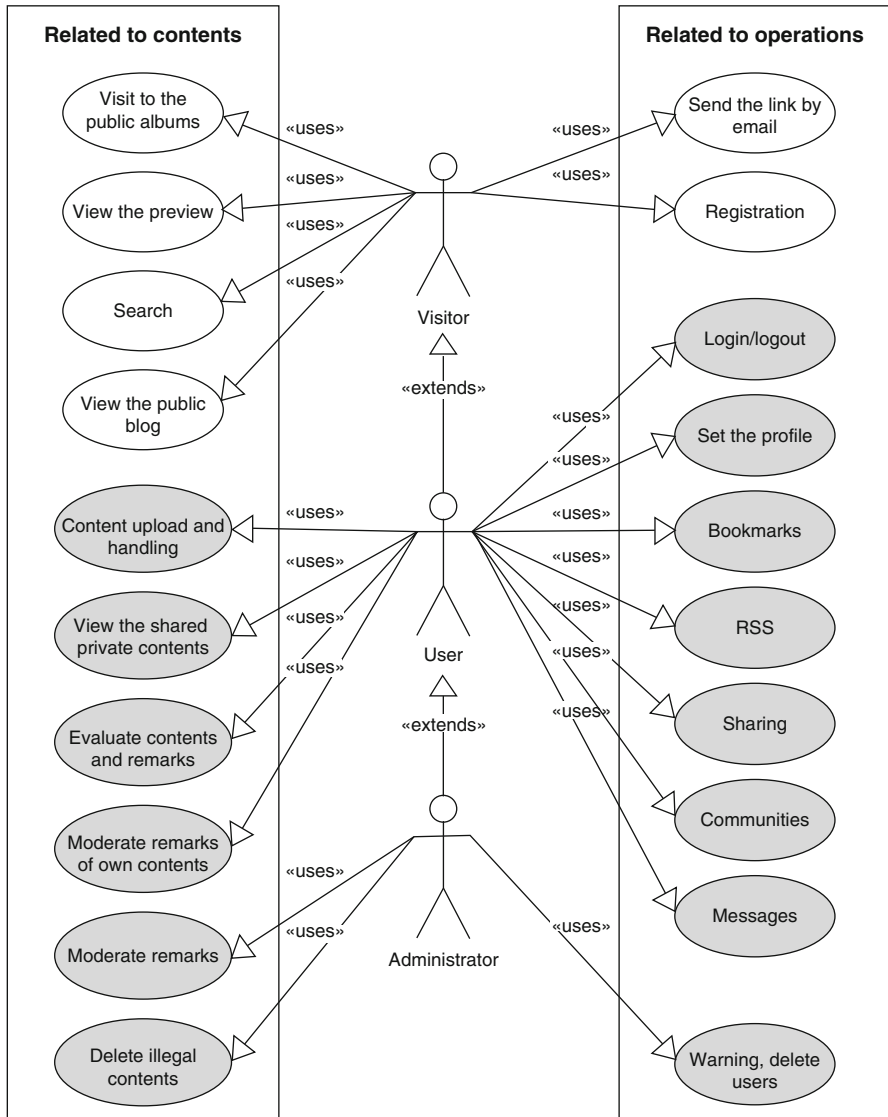 Related to contents
Related to operations
Visit to the
public albums
«uses»
«uses»
Send the link by
email
View the preview
«uses»
«uses»
Registration
Search
«uses»
«uses»
View the public
blog
Visitor
«extends»
Login/logout
«uses»
Set the profile
«uses»
Content upload and
handling
«uses»
«uses»
Bookmarks
View the shared
private contents
«uses»
«uses»
RSS
User
«uses»
Evaluate contents
and remarks
«uses»
«uses»
Sharing
«extends»
«uses»
Moderate remarks
of own contents
Communities
«uses»
Moderate remarks
«uses»
Administrator
«uses»
Messages
Delete illegal
contents
Warning, delete
users